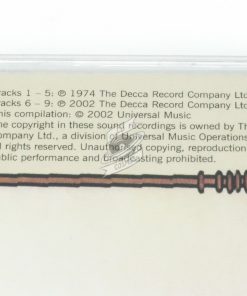 racks 1 - 5: ℗ 1974 The Decca Record Company Ltd
racks 6 - 9: ℗ 2002 The Decca Record Company Ltd
his compilation: © 2002 Universal Music
he copyright in these sound recordings is owned by Th
ompany Ltd., a division of Universal Music Operations
ll rights reserved. copying, reproduction
ublic performance and broadcasting prohibited.